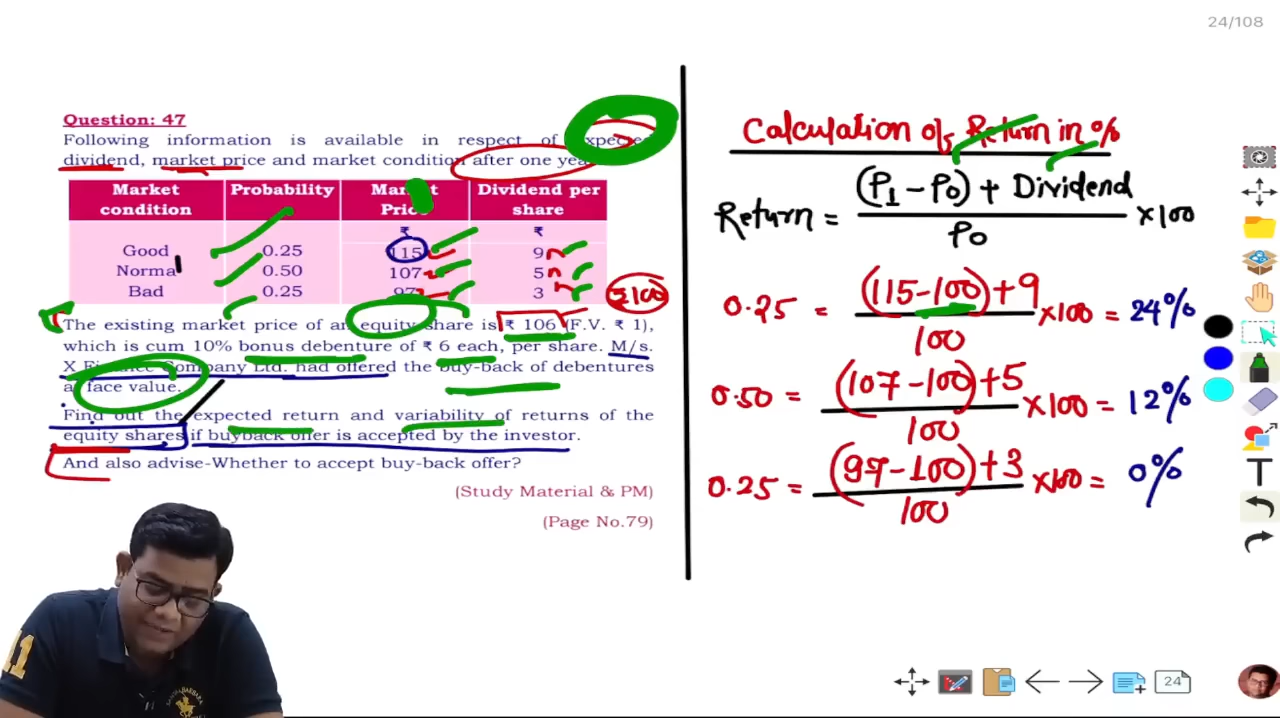 24/108
Question: 47
Following information is available in respect of expected
dividend, market price and market condition after one year
Market condition Probability Market Price Dividend per share
₹ ₹
Good 0.25 115 9
Normal 0.50 107 5
Bad 0.25 97 3
₹100
The existing market price of an equity share is ₹ 106 (F.V. ₹ 1),
which is cum 10% bonus debenture of ₹ 6 each, per share. M/s.
X Finance Company Ltd. had offered the buy-back of debentures
at face value.
Find out the expected return and variability of returns of the
equity shares if buyback offer is accepted by the investor.
And also advise-Whether to accept buy-back offer?
(Study Material & PM)
(Page No.79)
Calculation of Return in %
Return = (P1 - P0) + Dividend / P0 ×100
0.25 = (115-100)+9 / 100 ×100 = 24%
0.50 = (107-100)+5 / 100 ×100 = 12%
0.25 = (97-100)+3 / 100 ×100 = 0%
11
T
24